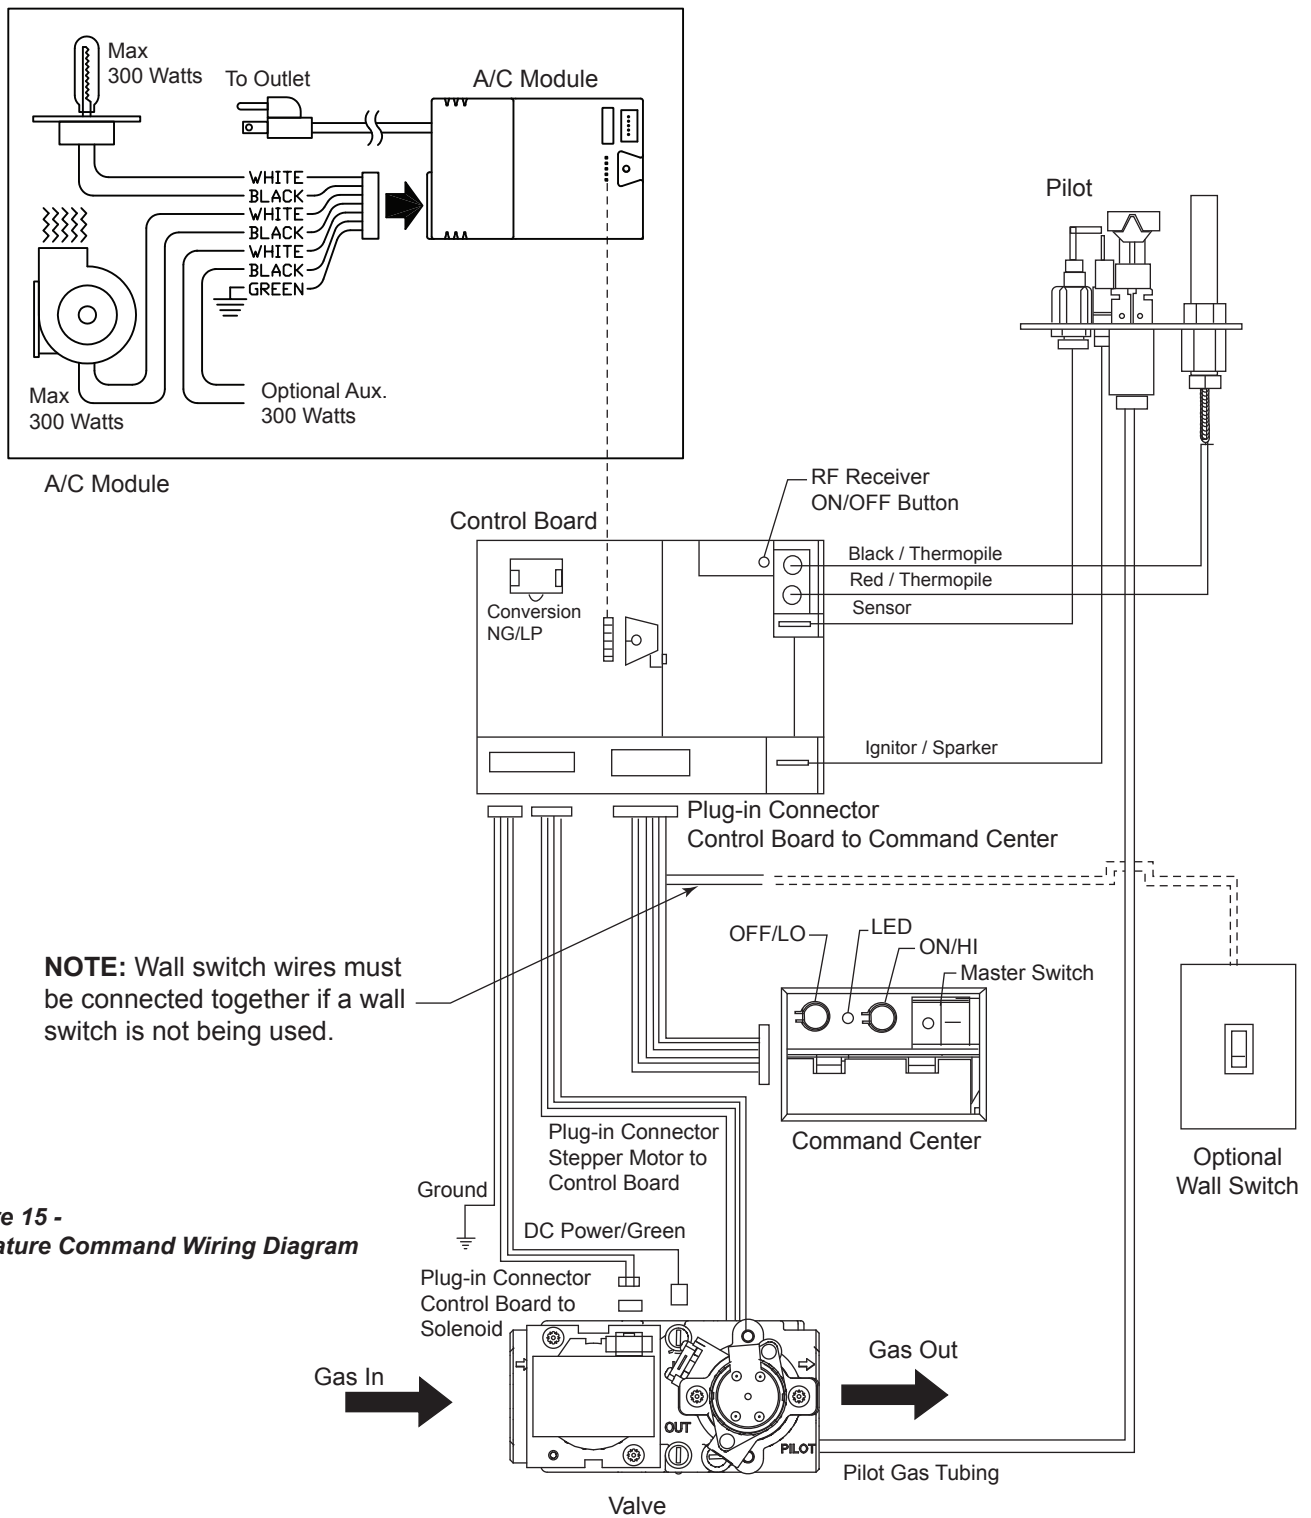 Max
300 Watts
To Outlet
A/C Module
WHITE
BLACK
WHITE
BLACK
WHITE
BLACK
GREEN
Max
300 Watts
Optional Aux.
300 Watts
A/C Module
Pilot
RF Receiver
ON/OFF Button
Control Board
Black / Thermopile
Red / Thermopile
Sensor
Conversion
NG/LP
Ignitor / Sparker
Plug-in Connector
Control Board to Command Center
OFF/LO
LED
ON/HI
Master Switch
NOTE: Wall switch wires must
be connected together if a wall
switch is not being used.
Command Center
Optional
Wall Switch
Plug-in Connector
Stepper Motor to
Control Board
Ground
DC Power/Green
re 15 -
ature Command Wiring Diagram
Plug-in Connector
Control Board to
Solenoid
Gas In
Gas Out
OUT
PILOT
Pilot Gas Tubing
Valve